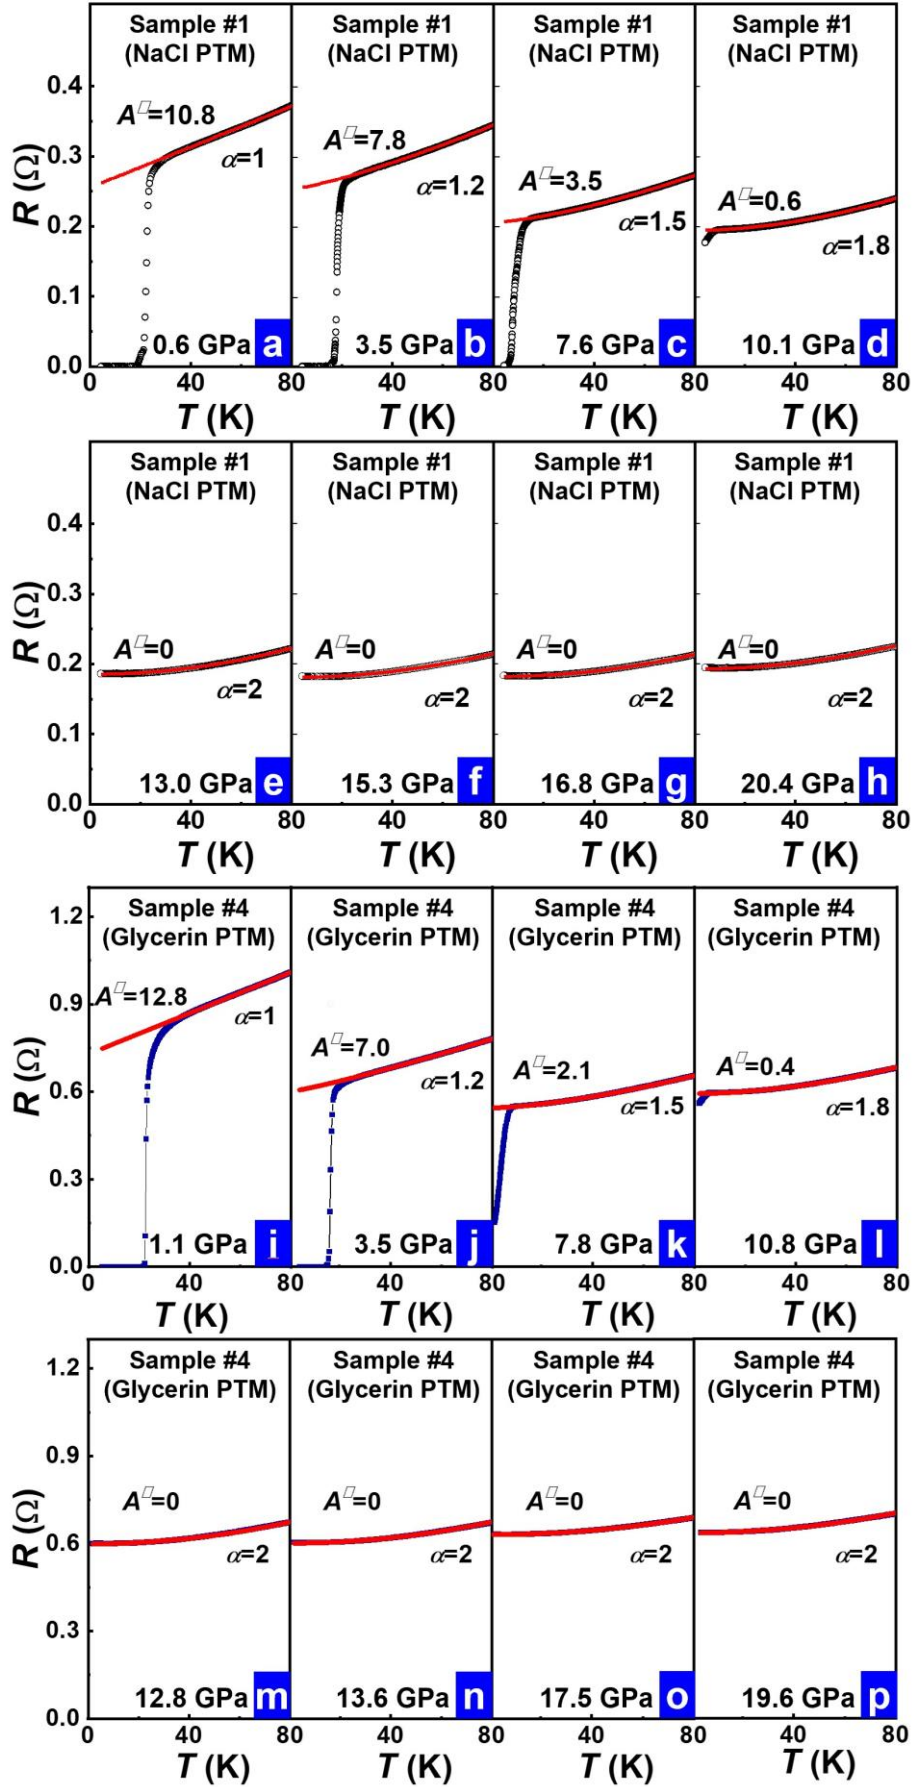 Sample #1 Sample #1 Sample #1 Sample #1
(NaCl PTM) (NaCl PTM) (NaCl PTM) (NaCl PTM)
0.4
A□=10.8 A□=7.8
0.3
α=1 α=1.2 A□=3.5 A□=0.6
R (Ω)
0.2
α=1.5 α=1.8
0.1
0.6 GPa a 3.5 GPa b 7.6 GPa c 10.1 GPa d
0.0
0 40 80 40 80 40 80 40 80
T (K) T (K) T (K) T (K)
Sample #1 Sample #1 Sample #1 Sample #1
(NaCl PTM) (NaCl PTM) (NaCl PTM) (NaCl PTM)
0.4
0.3
R (Ω)
A□=0 A□=0 A□=0 A□=0
0.2
α=2 α=2 α=2 α=2
0.1
13.0 GPa e 15.3 GPa f 16.8 GPa g 20.4 GPa h
0.0
0 40 80 40 80 40 80 40 80
T (K) T (K) T (K) T (K)
1.2
Sample #4 Sample #4 Sample #4 Sample #4
(Glycerin PTM) (Glycerin PTM) (Glycerin PTM) (Glycerin PTM)
A□=12.8
0.9
α=1 A□=7.0
R (Ω)
α=1.2 A□=2.1 A□=0.4
0.6
α=1.5 α=1.8
0.3
1.1 GPa i 3.5 GPa j 7.8 GPa k 10.8 GPa l
0.0
0 40 80 40 80 40 80 40 80
T (K) T (K) T (K) T (K)
1.2
Sample #4 Sample #4 Sample #4 Sample #4
(Glycerin PTM) (Glycerin PTM) (Glycerin PTM) (Glycerin PTM)
0.9
R (Ω)
A□=0 A□=0 A□=0 A□=0
0.6
α=2 α=2 α=2 α=2
0.3
12.8 GPa m 13.6 GPa n 17.5 GPa o 19.6 GPa p
0.0
0 40 80 40 80 40 80 40 80
T (K) T (K) T (K) T (K)